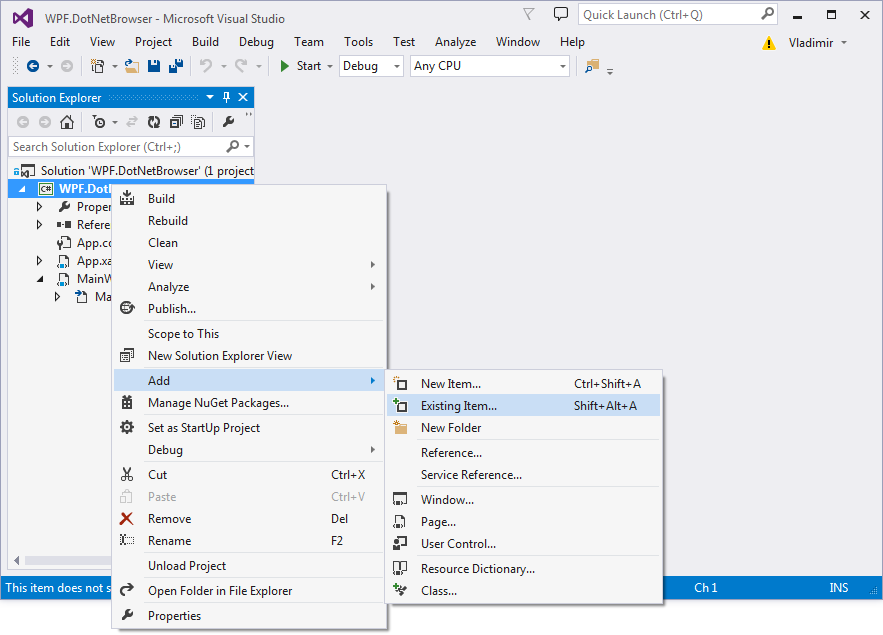 WPF.DotNetBrowser - Microsoft Visual Studio
Quick Launch (Ctrl+Q)
File Edit View Project Build Debug Team Tools Test Analyze Window Help
Vladimir
Start Debug Any CPU
Solution Explorer
Search Solution Explorer (Ctrl+;)
Solution 'WPF.DotNetBrowser' (1 project
C# WPF.Dot
Proper
Refere
App.co
App.xa
MainW
Ma
Build
Rebuild
Clean
View
Analyze
Publish...
Scope to This
New Solution Explorer View
Add
Manage NuGet Packages...
Set as StartUp Project
Debug
Cut Ctrl+X
Paste Ctrl+V
Remove Del
Rename F2
Unload Project
Open Folder in File Explorer
Properties
New Item... Ctrl+Shift+A
Existing Item... Shift+Alt+A
New Folder
Reference...
Service Reference...
Window...
Page...
User Control...
Resource Dictionary...
Class...
This item does not s
Ch 1 INS